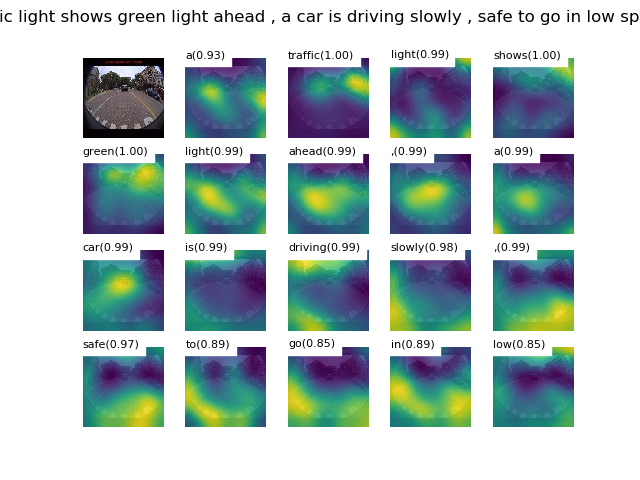 ic light shows green light ahead , a car is driving slowly , safe to go in low sp
a(0.93) traffic(1.00) light(0.99) shows(1.00)
green(1.00) light(0.99) ahead(0.99) ,(0.99) a(0.99)
car(0.99) is(0.99) driving(0.99) slowly(0.98) ,(0.99)
safe(0.97) to(0.89) go(0.85) in(0.89) low(0.85)